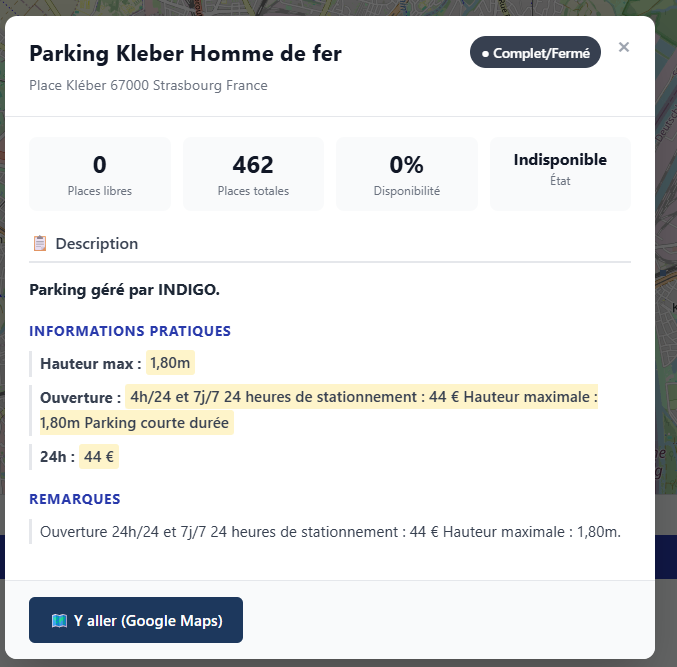 Parking Kleber Homme de fer
● Complet/Fermé
×
Place Kléber 67000 Strasbourg France
0
Places libres
462
Places totales
0%
Disponibilité
Indisponible
État
📋 Description
Parking géré par INDIGO.
INFORMATIONS PRATIQUES
Hauteur max : 1,80m
Ouverture : 4h/24 et 7j/7 24 heures de stationnement : 44 € Hauteur maximale :
1,80m Parking courte durée
24h : 44 €
REMARQUES
Ouverture 24h/24 et 7j/7 24 heures de stationnement : 44 € Hauteur maximale : 1,80m.
🗺️ Y aller (Google Maps)